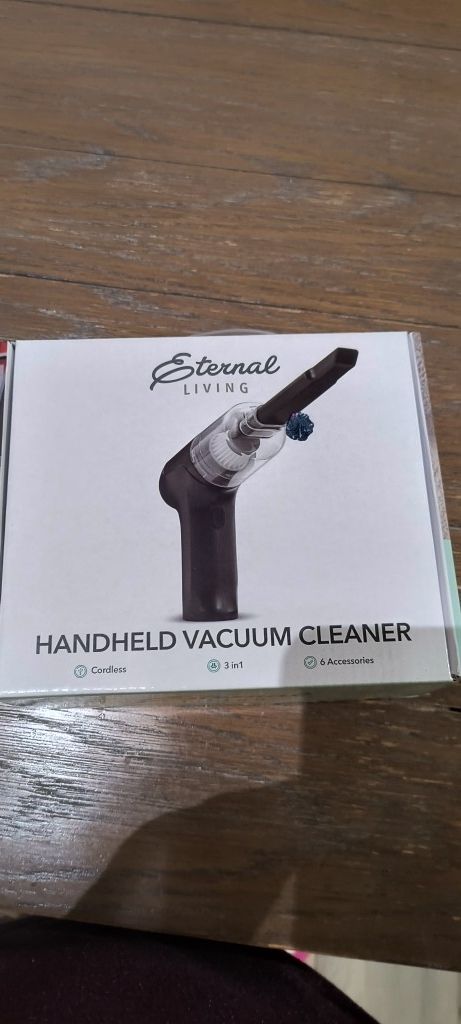 Eternal
LIVING
HANDHELD VACUUM CLEANER
Cordless
3 in1
6 Accessories